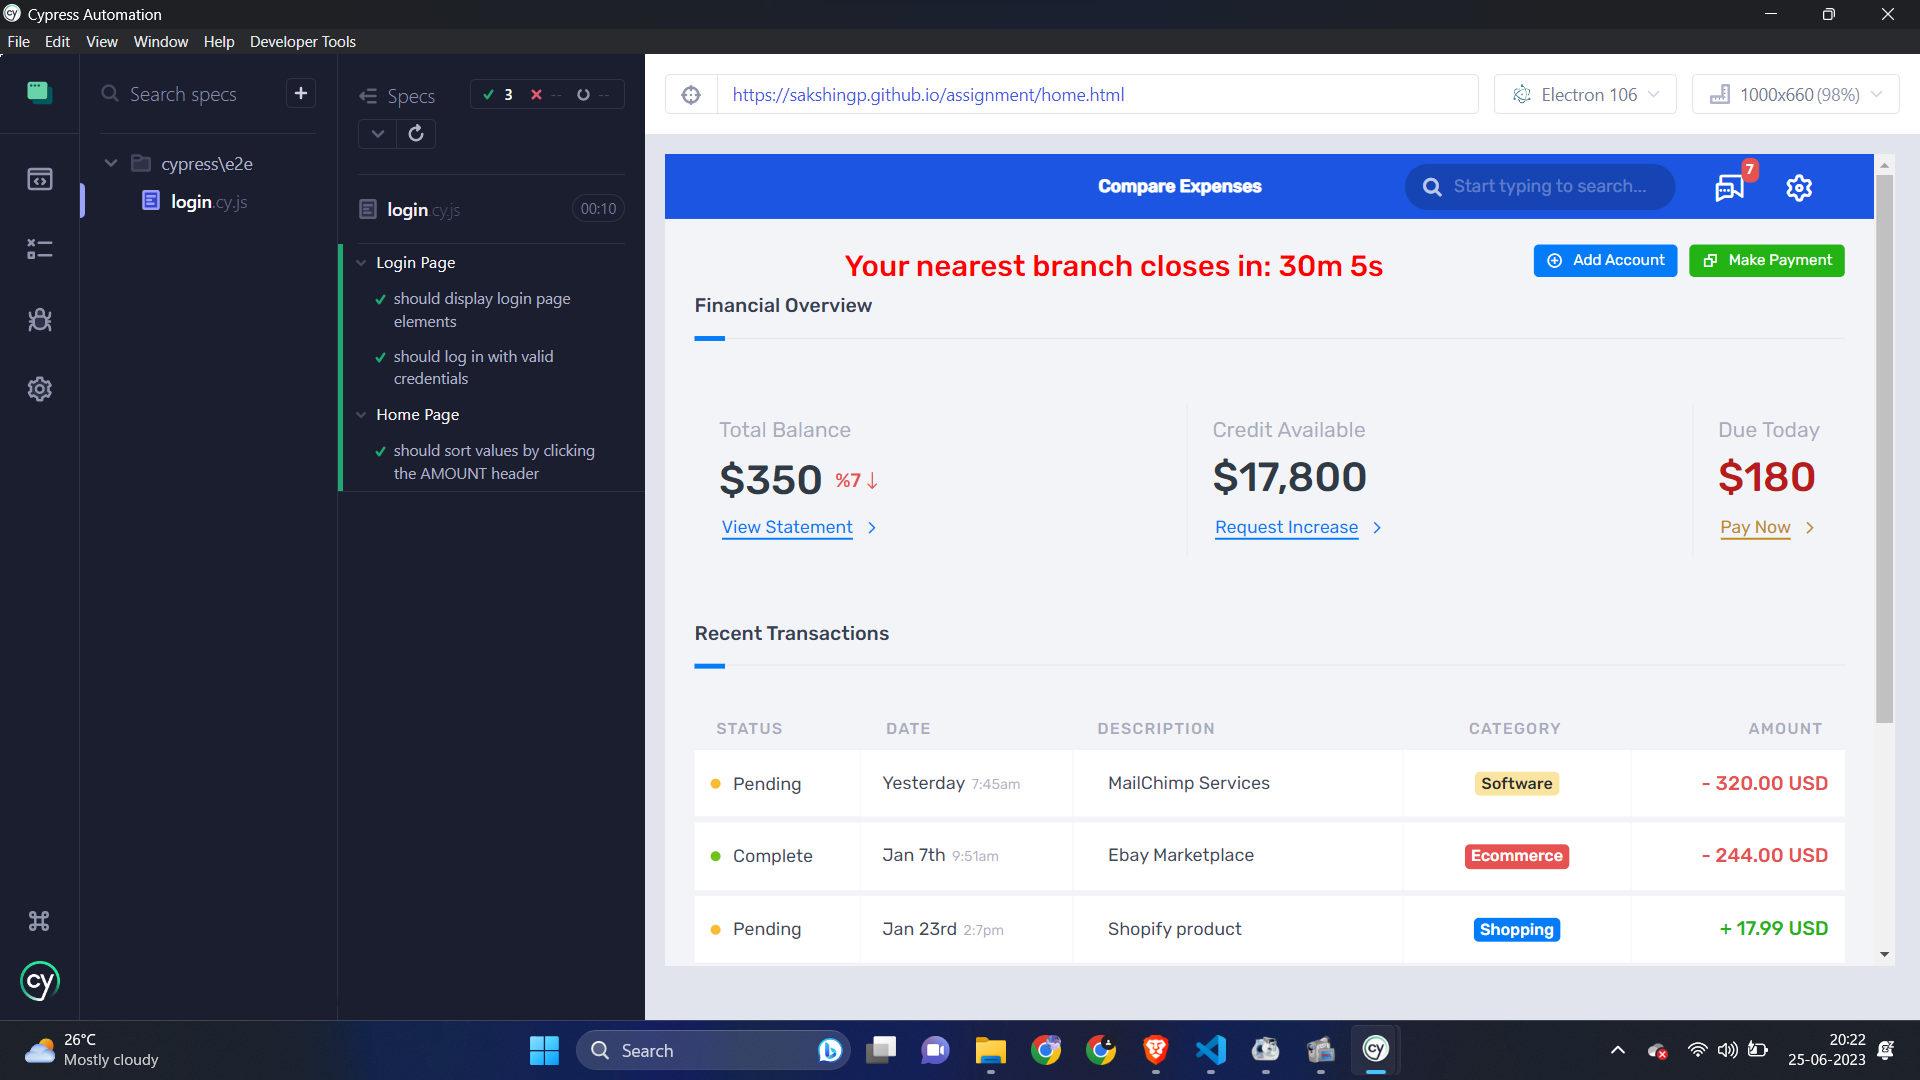 Cypress Automation
File Edit View Window Help Developer Tools
Search specs
+
cypress\e2e
login.cy.js
Specs
3 -- --
login.cy.js 00:10
Login Page
should display login page
elements
should log in with valid
credentials
Home Page
should sort values by clicking
the AMOUNT header
cy
https://sakshingp.github.io/assignment/home.html
Electron 106
1000x660 (98%)
Compare Expenses
Start typing to search...
7
Your nearest branch closes in: 30m 5s
Add Account
Make Payment
Financial Overview
Total Balance
$350 %7 ↓
View Statement
Credit Available
$17,800
Request Increase
Due Today
$180
Pay Now
Recent Transactions
STATUS DATE DESCRIPTION CATEGORY AMOUNT
Pending Yesterday 7:45am MailChimp Services Software - 320.00 USD
Complete Jan 7th 9:51am Ebay Marketplace Ecommerce - 244.00 USD
Pending Jan 23rd 2:7pm Shopify product Shopping + 17.99 USD
26°C
Mostly cloudy
Search
cy
20:22
25-06-2023